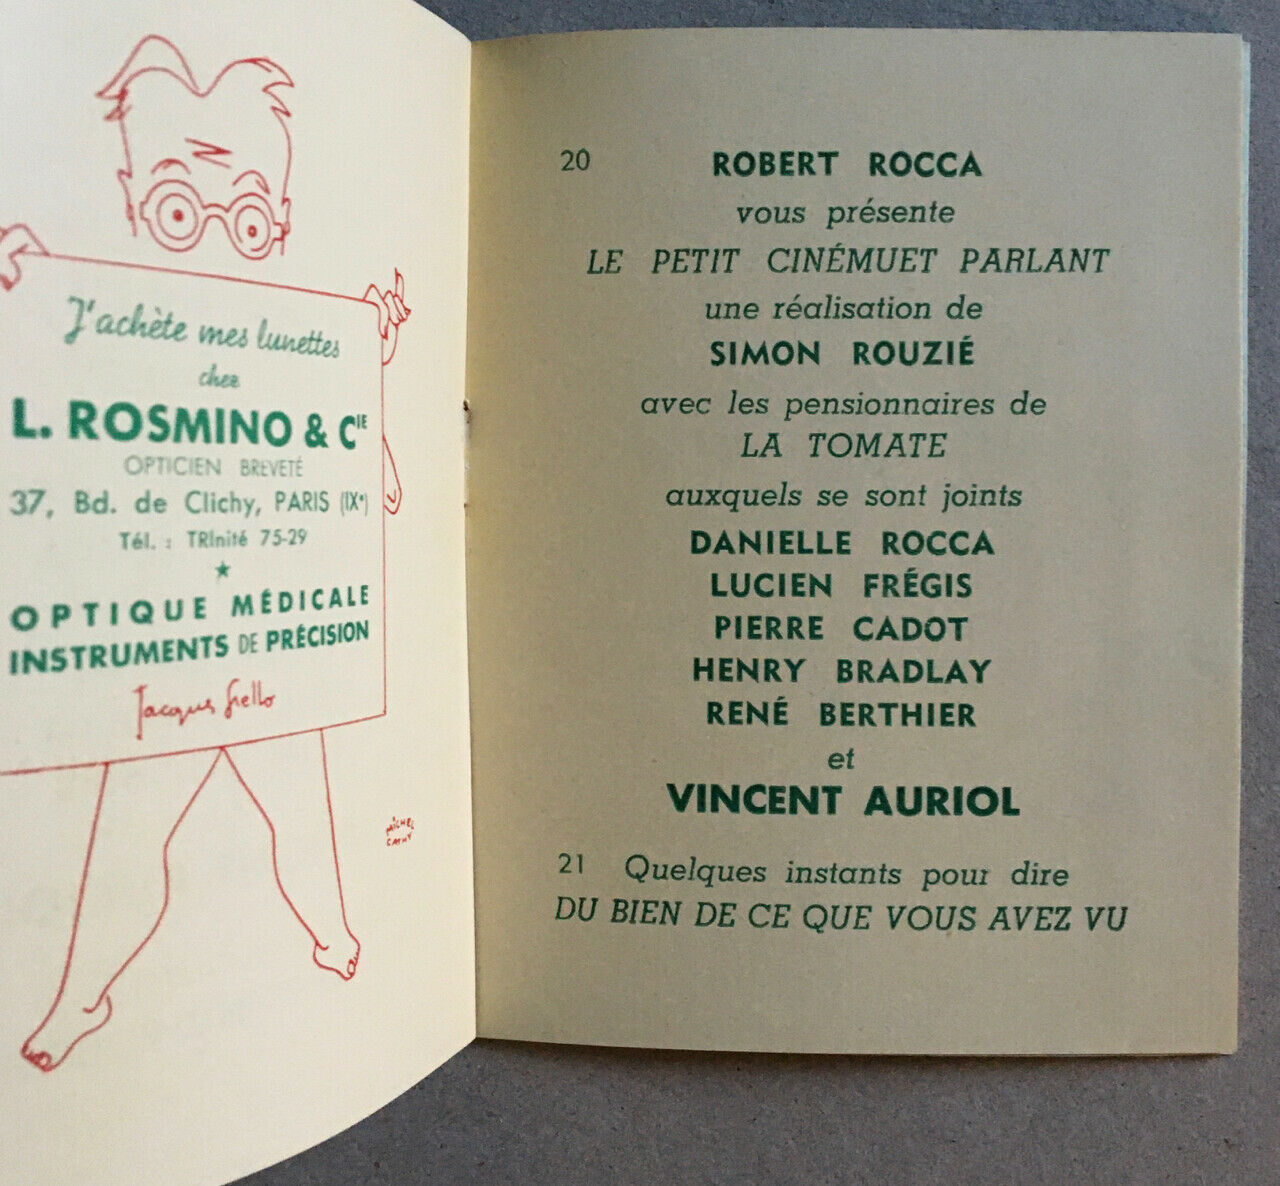 J'achète mes lunettes
chez
L. ROSMINO & CIE
OPTICIEN BREVETÉ
37, Bd. de Clichy, PARIS (IXe)
Tél. : TRInité 75-29
★
OPTIQUE MÉDICALE
INSTRUMENTS DE PRÉCISION
Jacques Grello
MICHEL
CATHY
20 ROBERT ROCCA
vous présente
LE PETIT CINÉMUET PARLANT
une réalisation de
SIMON ROUZIÉ
avec les pensionnaires de
LA TOMATE
auxquels se sont joints
DANIELLE ROCCA
LUCIEN FRÉGIS
PIERRE CADOT
HENRY BRADLAY
RENÉ BERTHIER
et
VINCENT AURIOL
21 Quelques instants pour dire
DU BIEN DE CE QUE VOUS AVEZ VU